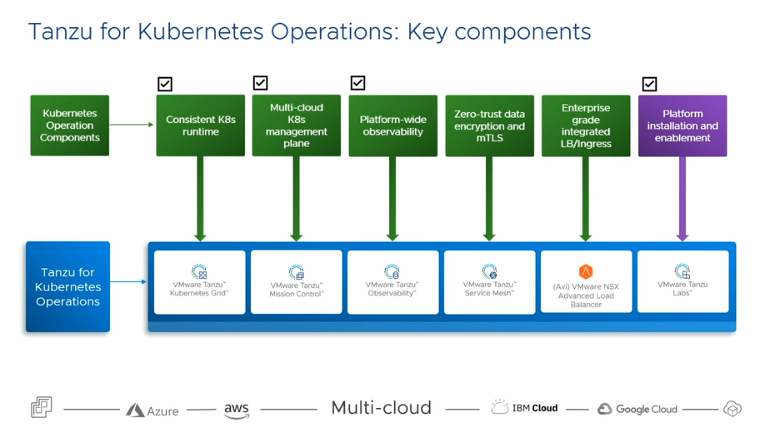 Tanzu for Kubernetes Operations: Key components
Kubernetes
Operation
Components
Consistent K8s
runtime
Multi-cloud
K8s
management
plane
Platform-wide
observability
Zero-trust data
encryption and
mTLS
Enterprise
grade
integrated
LB/Ingress
Platform
installation and
enablement
Tanzu for
Kubernetes
Operations
VMware Tanzu™
Kubernetes Grid™
VMware Tanzu™
Mission Control™
VMware Tanzu™
Observability™
VMware Tanzu™
Service Mesh™
(Avi) VMware NSX
Advanced Load
Balancer
VMware Tanzu
Labs™
Azure
aws
Multi-cloud
IBM Cloud
Google Cloud